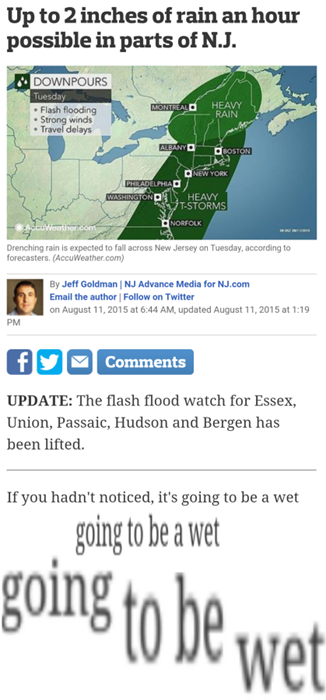 Up to 2 inches of rain an hour
possible in parts of N.J.
DOWNPOURS
Tuesday
• Flash flooding
• Strong winds
• Travel delays
MONTREAL
HEAVY
RAIN
ALBANY
BOSTON
NEW YORK
PHILADELPHIA
WASHINGTON
HEAVY
T-STORMS
NORFOLK
AccuWeather.com
Drenching rain is expected to fall across New Jersey on Tuesday, according to
forecasters. (AccuWeather.com)
By Jeff Goldman | NJ Advance Media for NJ.com
Email the author | Follow on Twitter
on August 11, 2015 at 6:44 AM, updated August 11, 2015 at 1:19
PM
f
Comments
UPDATE: The flash flood watch for Essex,
Union, Passaic, Hudson and Bergen has
been lifted.
If you hadn't noticed, it's going to be a wet
going to be a wet
going to be wet